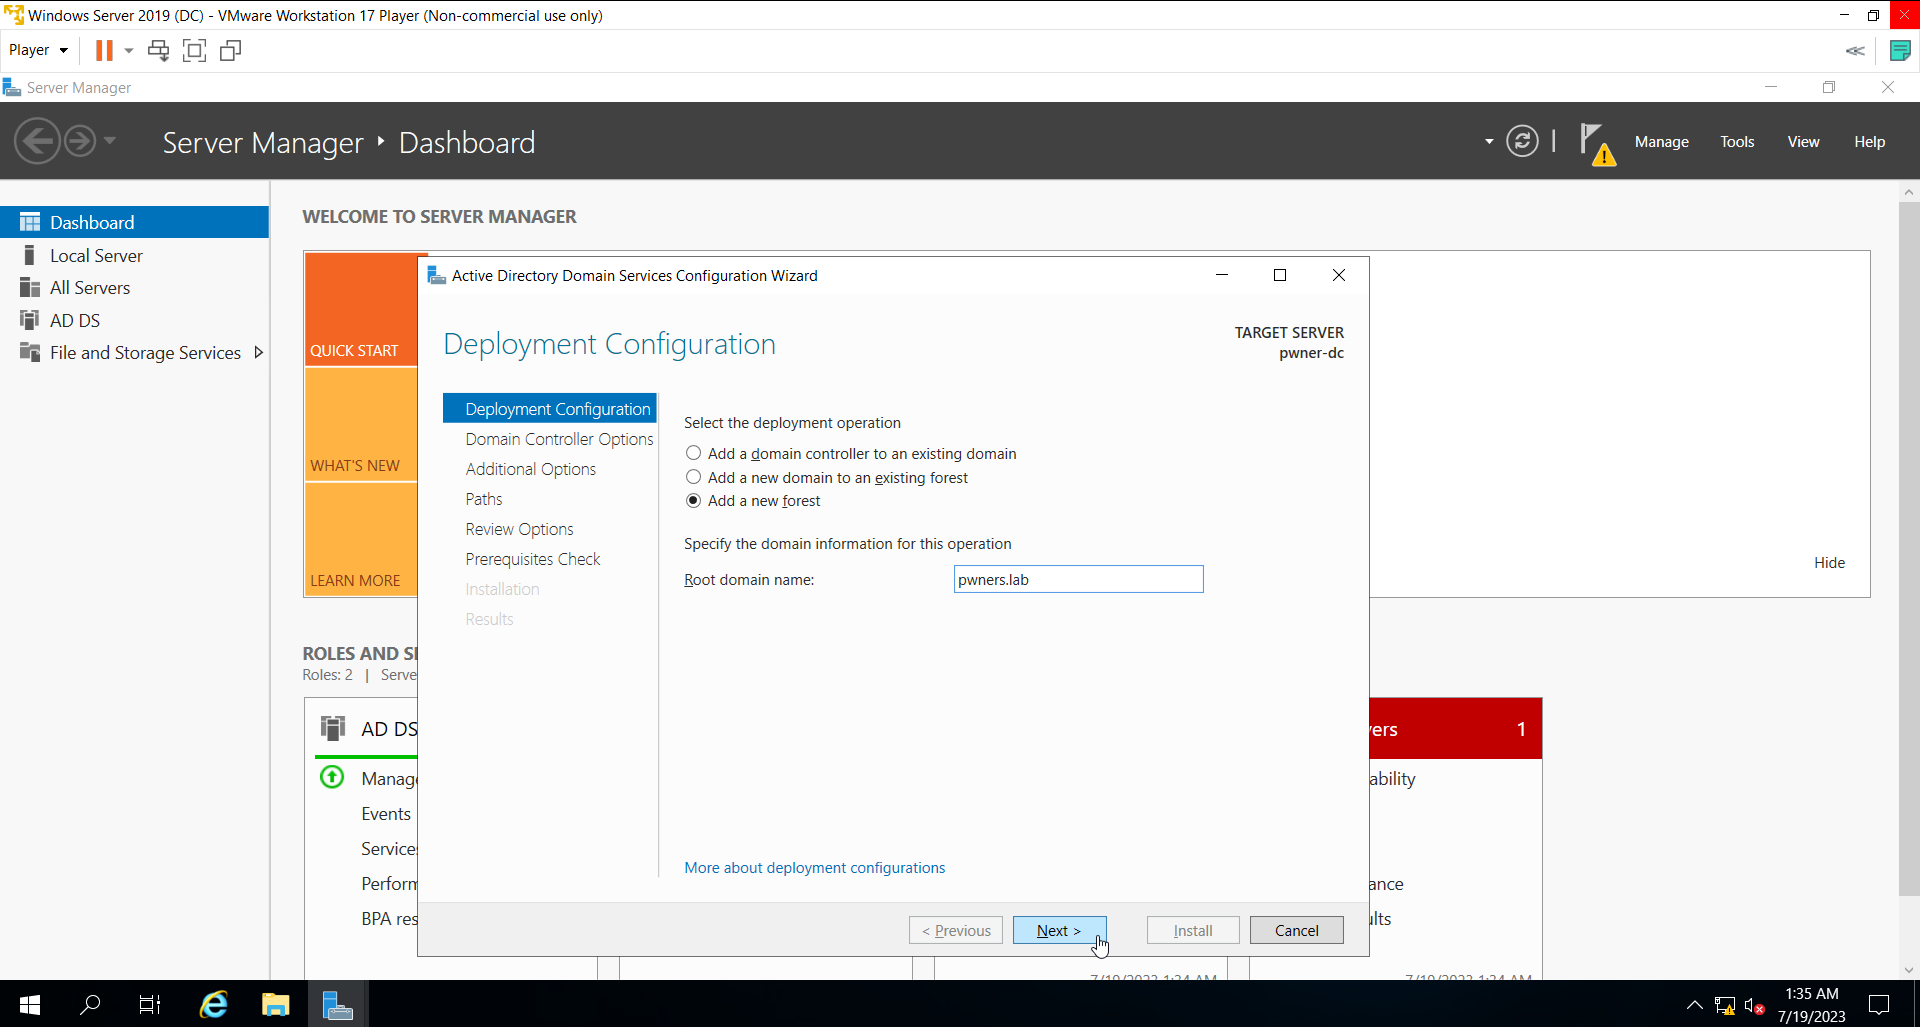 Windows Server 2019 (DC) - VMware Workstation 17 Player (Non-commercial use only)
Player
Server Manager
Server Manager Dashboard
Manage Tools View Help
Dashboard
Local Server
All Servers
AD DS
File and Storage Services
WELCOME TO SERVER MANAGER
QUICK START
WHAT'S NEW
LEARN MORE
Hide
Active Directory Domain Services Configuration Wizard
Deployment Configuration
TARGET SERVER
pwner-dc
Deployment Configuration
Domain Controller Options
Additional Options
Paths
Review Options
Prerequisites Check
Installation
Results
Select the deployment operation
Add a domain controller to an existing domain
Add a new domain to an existing forest
Add a new forest
Specify the domain information for this operation
Root domain name: pwners.lab
More about deployment configurations
< Previous Next > Install Cancel
ROLES AND SE
Roles: 2 | Serve
AD DS
Manage
Events
Services
Perform
BPA res
ers 1
ability
ance
ults
7/19/2023 1:34 AM 7/19/2023 1:34 AM
1:35 AM
7/19/2023